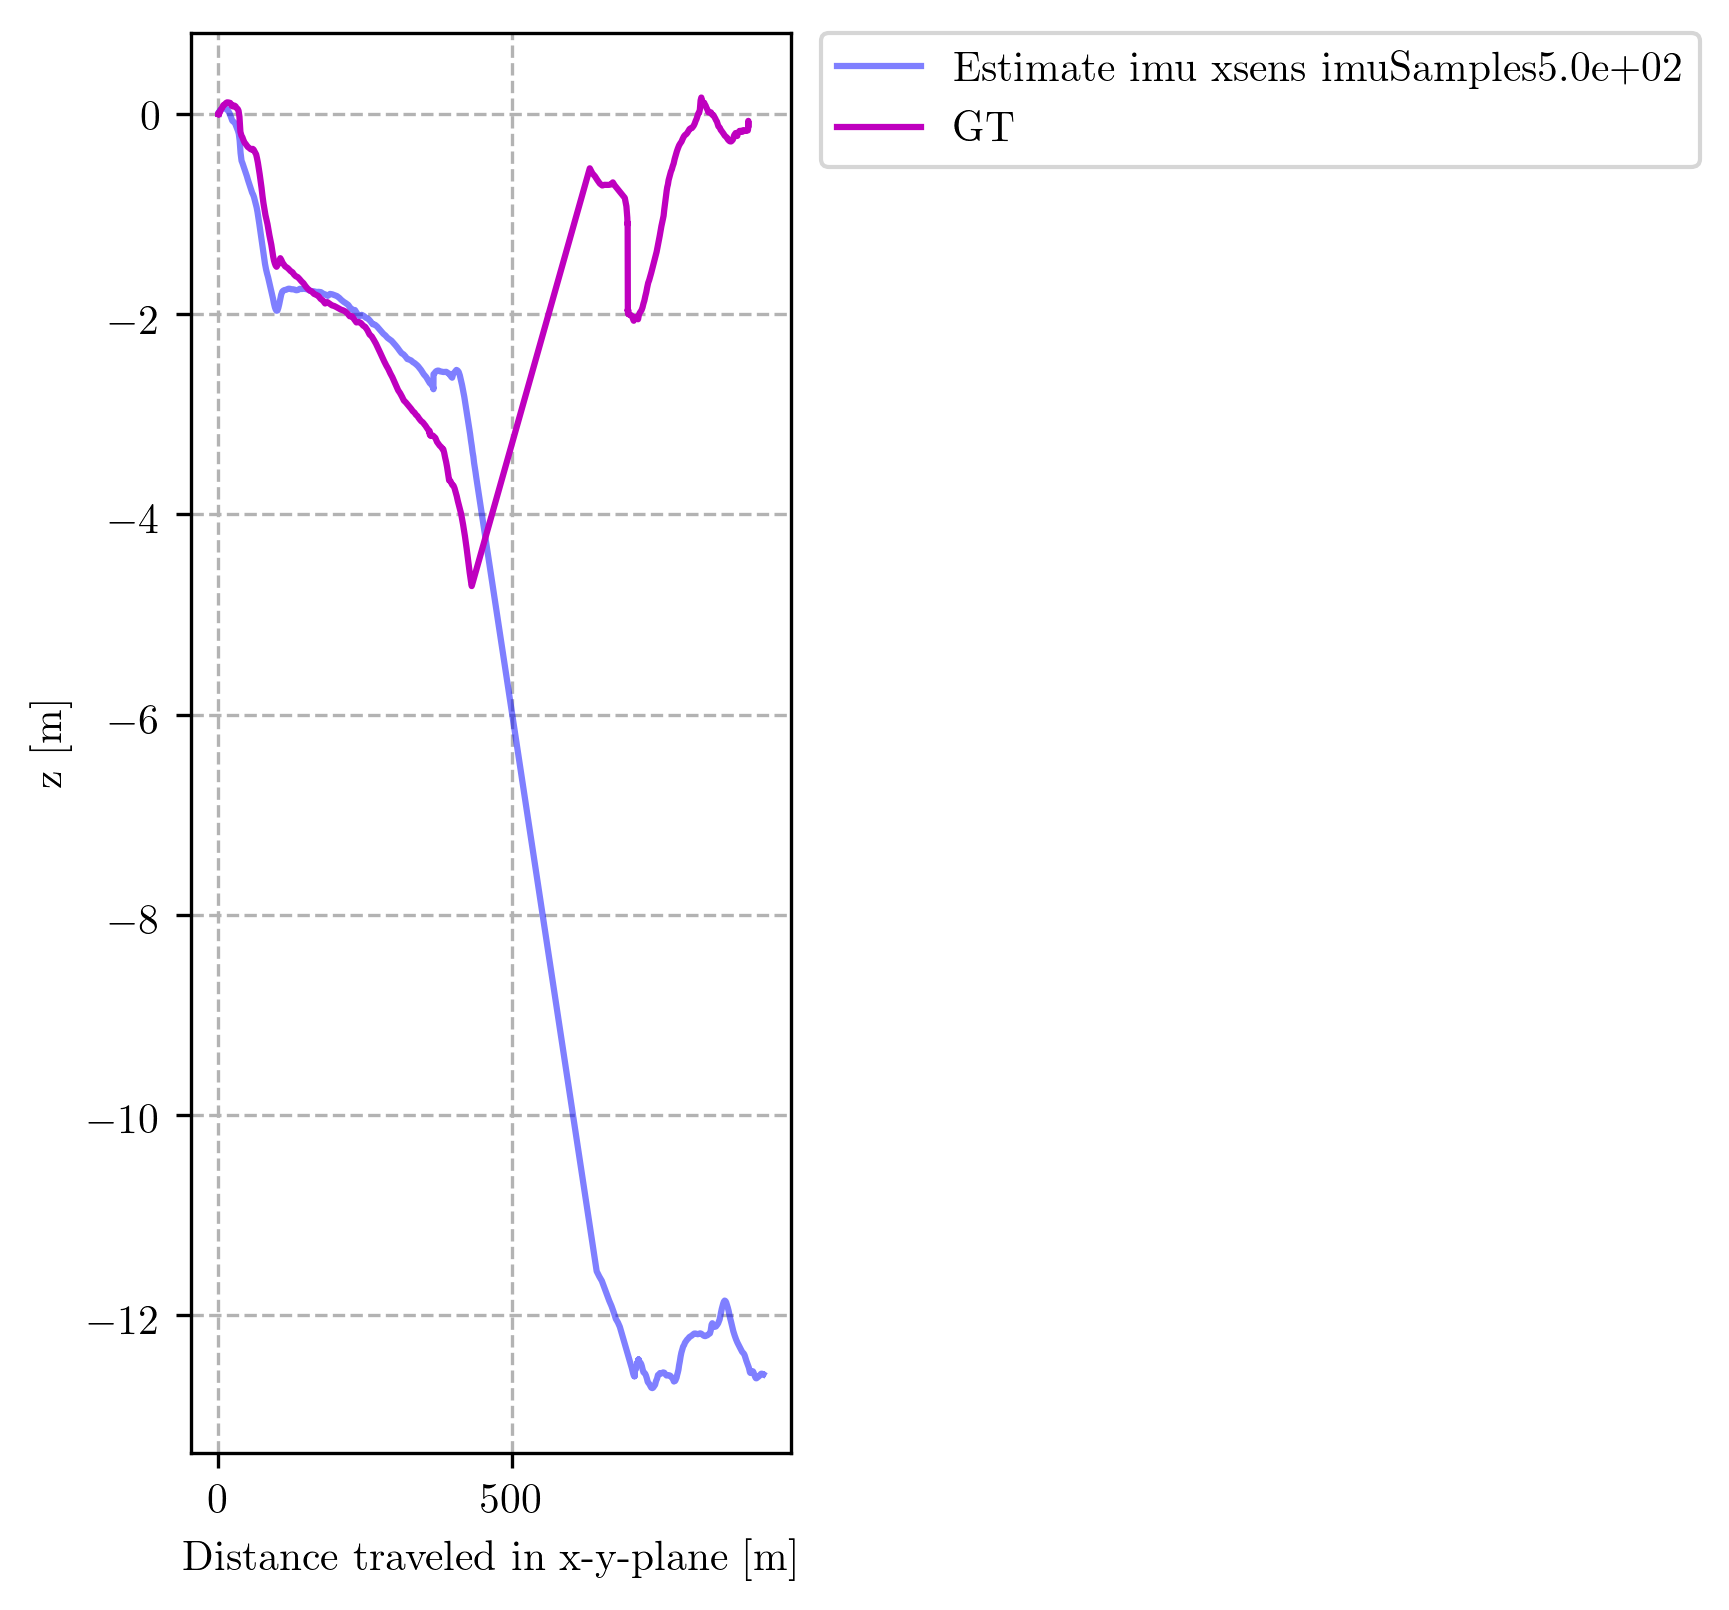 Estimate imu xsens imuSamples5.0e+02
GT
0
−2
−4
−6
−8
−10
−12
z [m]
0 500
Distance traveled in x-y-plane [m]